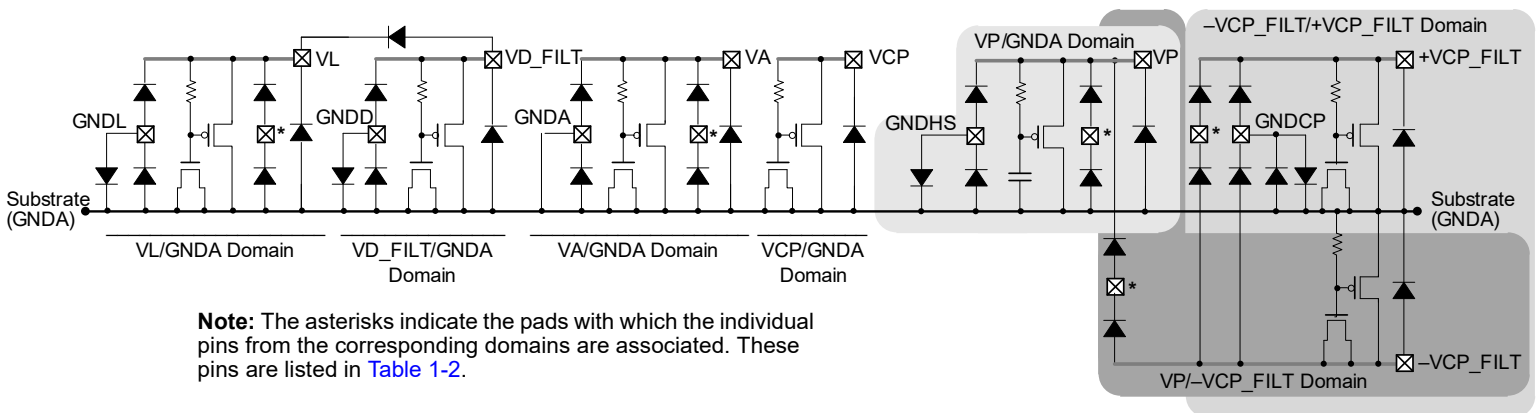 –VCP_FILT/+VCP_FILT Domain
VP/GNDA Domain
VL
VD_FILT
VA
VCP
VP
+VCP_FILT
GNDL
*
GNDD
GNDA
*
GNDHS
*
*
GNDCP
Substrate
(GNDA)
Substrate
(GNDA)
VL/GNDA Domain
VD_FILT/GNDA
Domain
VA/GNDA Domain
VCP/GNDA
Domain
*
Note: The asterisks indicate the pads with which the individual
pins from the corresponding domains are associated. These
pins are listed in Table 1-2.
–VCP_FILT
VP/–VCP_FILT Domain